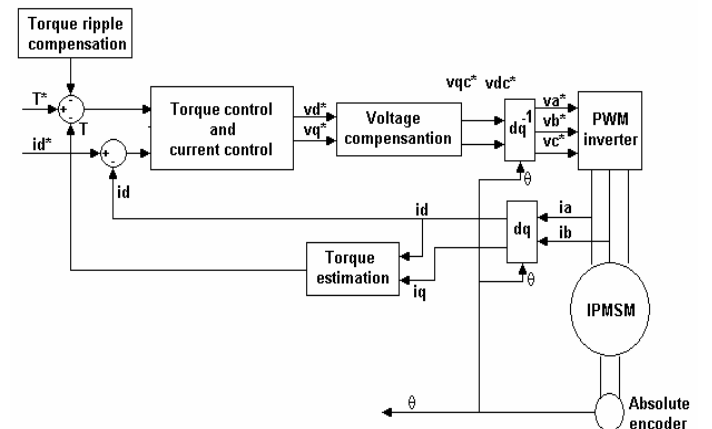 Torque ripple
compensation
T*
+
-
-
T
id*
+
-
id
Torque control
and
current control
vd*
vq*
Voltage
compensantion
vqc* vdc*
dq-1
va*
vb*
vc*
PWM
inverter
θ
ia
ib
dq
id
iq
Torque
estimation
θ
IPMSM
θ
Absolute
encoder